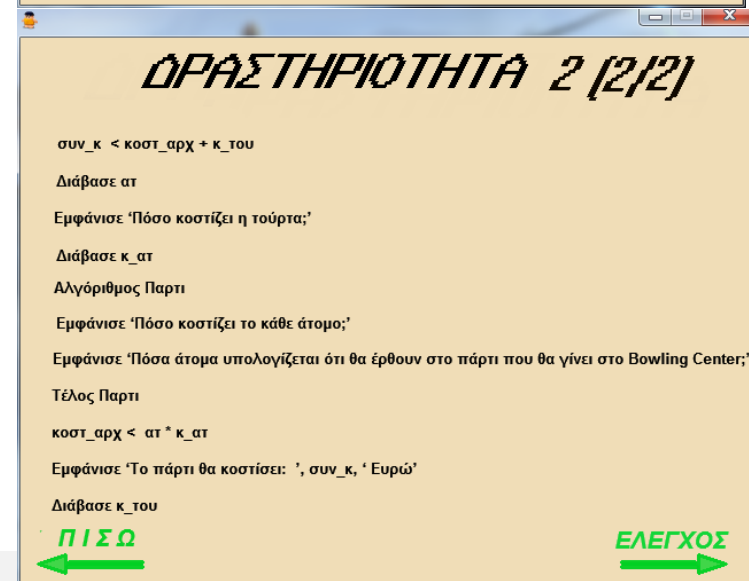 ΔΡΑΣΤΗΡΙΟΤΗΤΑ 2 (2/2)
συν_κ < κοστ_αρχ + κ_του
Διάβασε ατ
Εμφάνισε ‘Πόσο κοστίζει η τούρτα;’
Διάβασε κ_ατ
Αλγόριθμος Παρτι
Εμφάνισε ‘Πόσο κοστίζει το κάθε άτομο;’
Εμφάνισε ‘Πόσα άτομα υπολογίζεται ότι θα έρθουν στο πάρτι που θα γίνει στο Bowling Center;’
Τέλος Παρτι
κοστ_αρχ < ατ * κ_ατ
Εμφάνισε ‘Το πάρτι θα κοστίσει: ’, συν_κ, ‘ Ευρώ’
Διάβασε κ_του
ΠΙΣΩ
ΕΛΕΓΧΟΣ